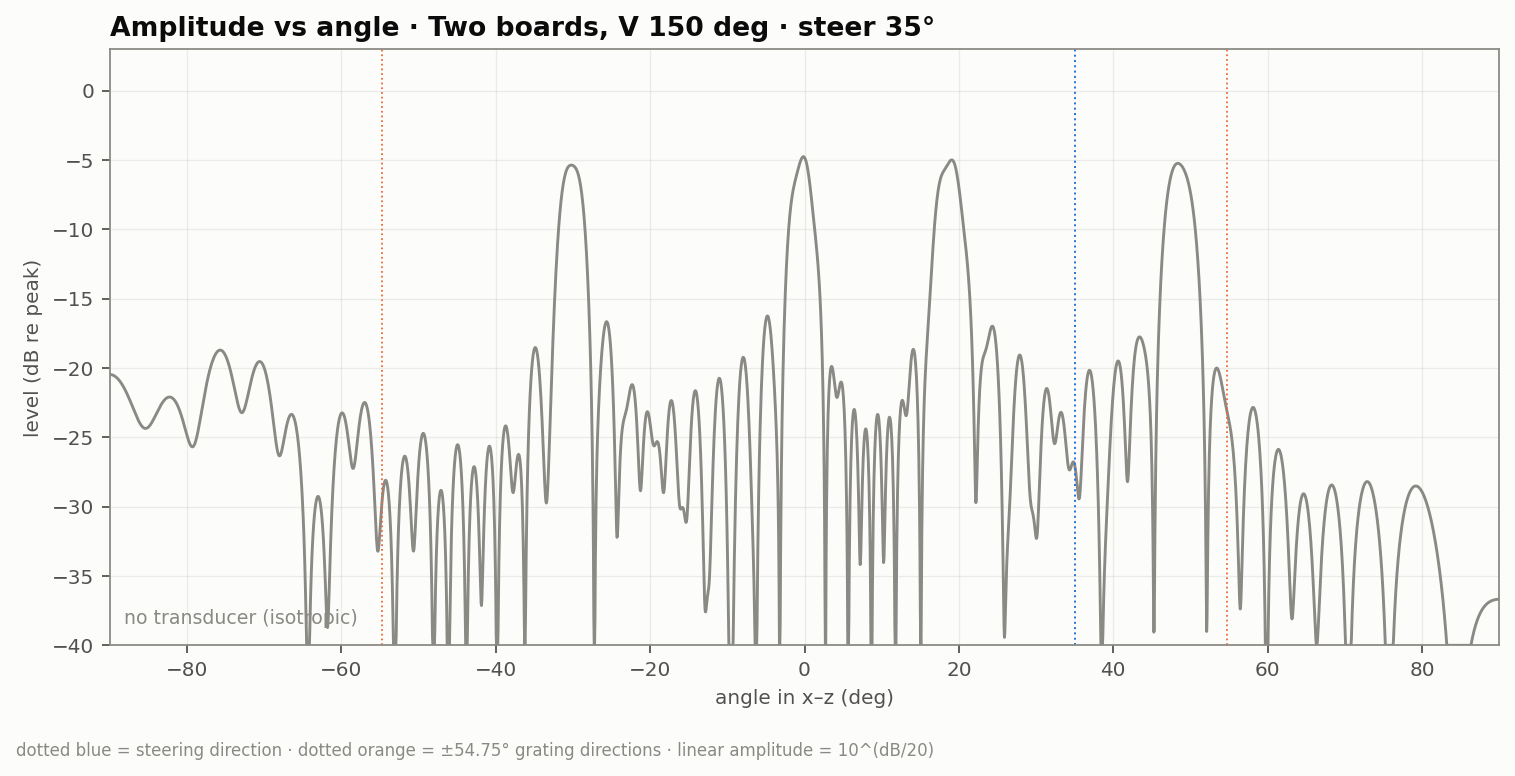 Amplitude vs angle · Two boards, V 150 deg · steer 35°
level (dB re peak)
0
−5
−10
−15
−20
−25
−30
−35
−40
no transducer (isotropic)
−80 −60 −40 −20 0 20 40 60 80
angle in x–z (deg)
dotted blue = steering direction · dotted orange = ±54.75° grating directions · linear amplitude = 10^(dB/20)